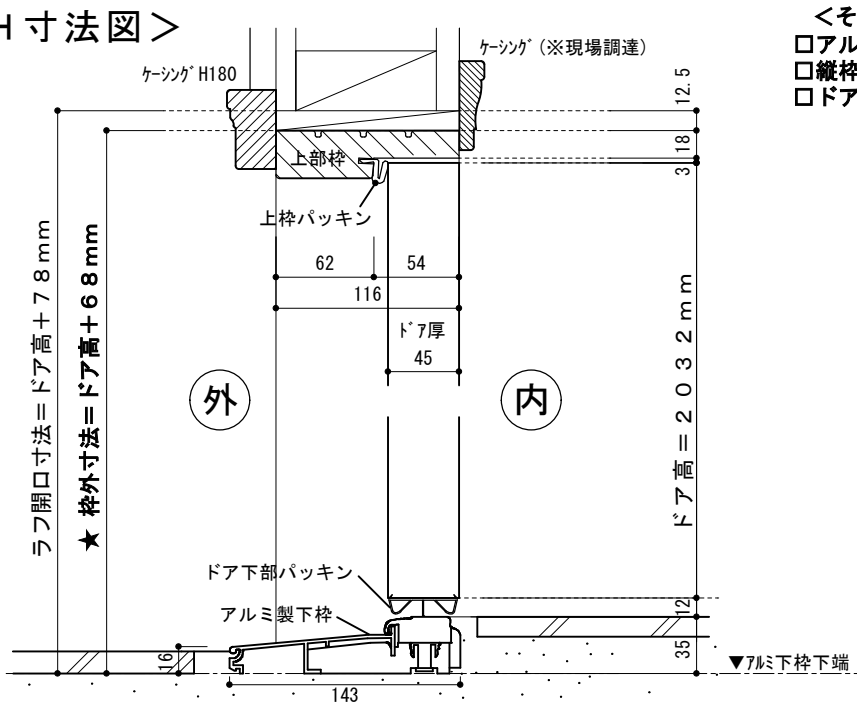 H寸法図＞
＜そ
□アル
□縦枠
□ドア
ｹｰｼﾝｸﾞH180
ｹｰｼﾝｸﾞ(※現場調達)
12.5
上部枠
18
3
上枠パッキン
62
54
116
ドア厚
45
ラフ開口寸法＝ドア高＋７８ｍｍ
★ 枠外寸法＝ドア高＋６８ｍｍ
外
内
ドア高＝２０３２ｍｍ
ドア下部パッキン
アルミ製下枠
12
16
35
▼ｱﾙﾐ下枠下端
143